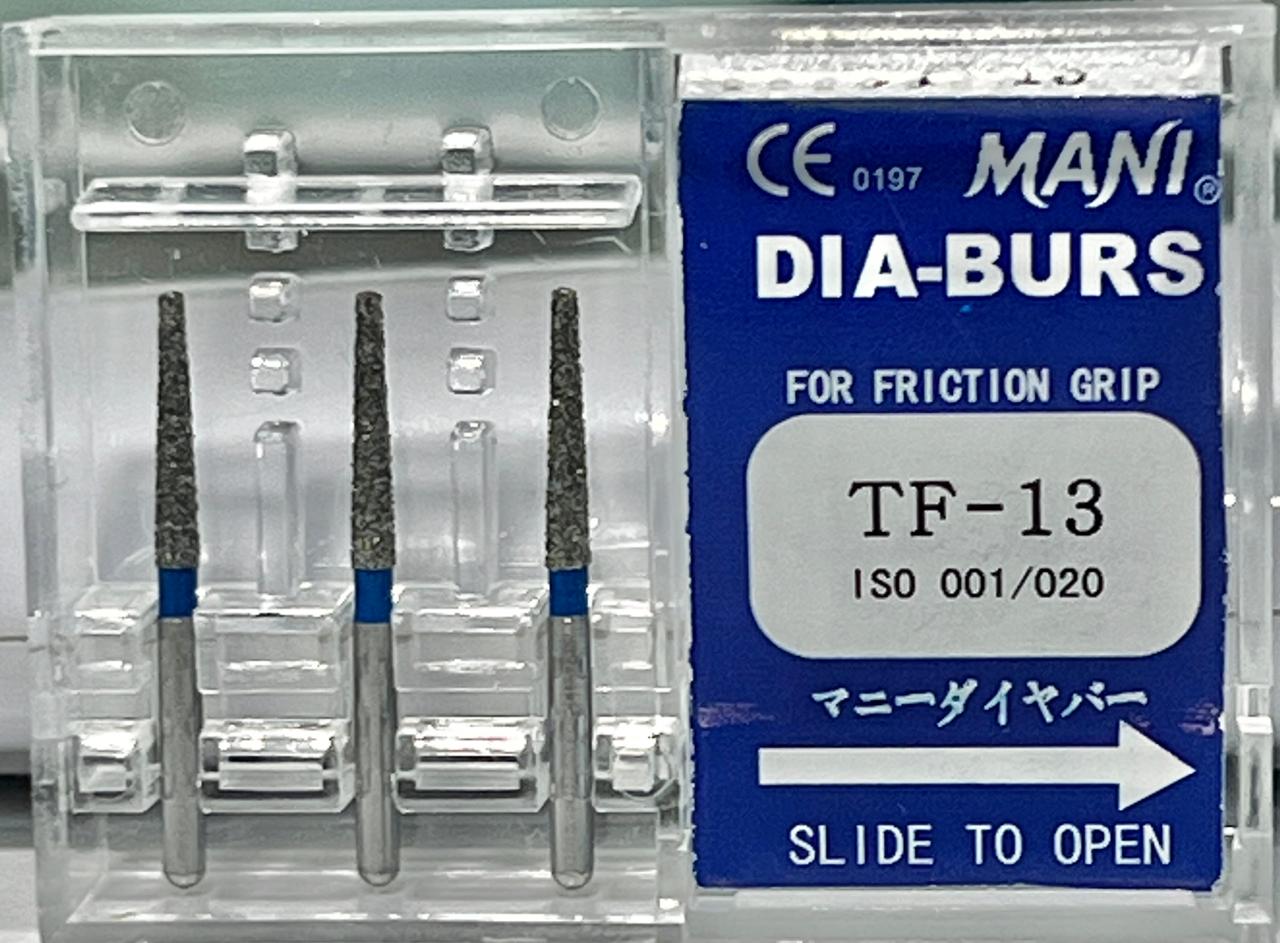 CE 0197 MANI®
DIA-BURS
FOR FRICTION GRIP
TF-13
ISO 001/020
マニーダイヤバー
SLIDE TO OPEN